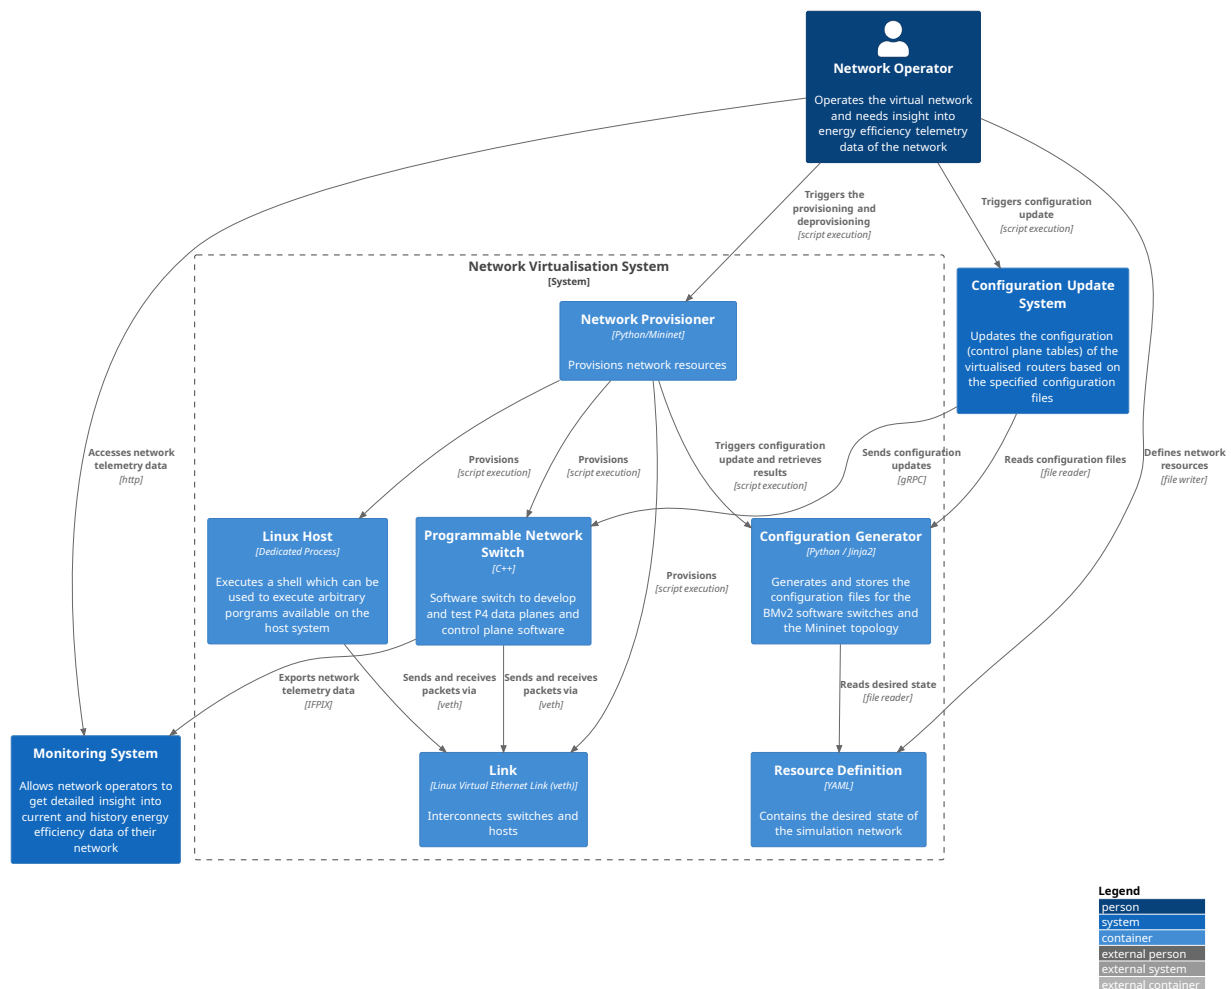 Network Operator
Operates the virtual network
and needs insight into
energy efficiency telemetry
data of the network
Triggers the
provisioning and
deprovisioning
[script execution]
Triggers configuration
update
[script execution]
Network Virtualisation System
[System]
Network Provisioner
[Python/Mininet]
Provisions network resources
Configuration Update
System
Updates the configuration
(control plane tables) of the
virtualised routers based on
the specified configuration
files
Accesses network
telemetry data
[http]
Provisions
[script execution]
Provisions
[script execution]
Triggers configuration
update and retrieves
results
[script execution]
Sends configuration
updates
[gRPC]
Reads configuration files
[file reader]
Defines network
resources
[file writer]
Linux Host
[Dedicated Process]
Executes a shell which can be
used to execute arbitrary
porgrams available on the
host system
Programmable Network
Switch
[C++]
Software switch to develop
and test P4 data planes and
control plane software
Provisions
[script execution]
Configuration Generator
[Python / Jinja2]
Generates and stores the
configuration files for the
BMv2 software switches and
the Mininet topology
Exports network
telemetry data
[IFPIX]
Sends and receives
packets via
[veth]
Sends and receives
packets via
[veth]
Reads desired state
[file reader]
Monitoring System
Allows network operators to
get detailed insight into
current and history energy
efficiency data of their
network
Link
[Linux Virtual Ethernet Link (veth)]
Interconnects switches and
hosts
Resource Definition
[YAML]
Contains the desired state of
the simulation network
Legend
person
system
container
external person
external system
external container